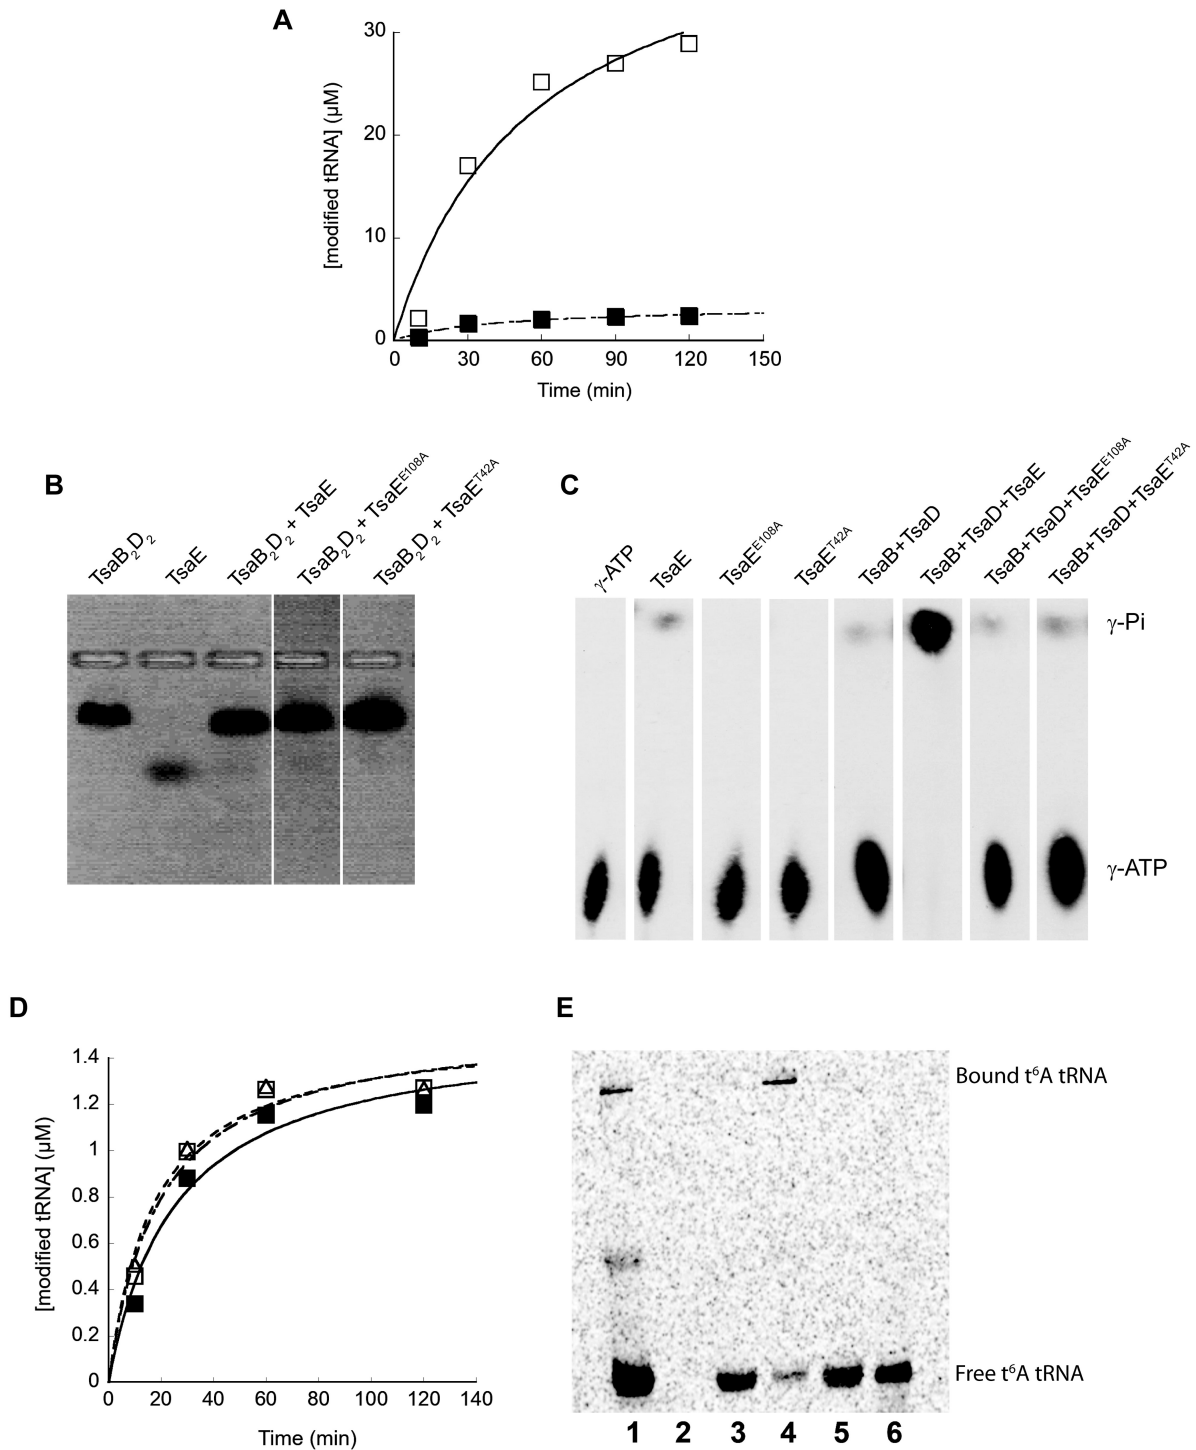 A
30
20
10
0
[modified tRNA] (μM)
0 30 60 90 120 150
Time (min)
B
TsaB₂D₂
TsaE
TsaB₂D₂ + TsaE
TsaB₂D₂ + TsaEᴱ¹⁰⁸ᴬ
TsaB₂D₂ + TsaEᵀ⁴²ᴬ
C
γ-ATP
TsaE
TsaEᴱ¹⁰⁸ᴬ
TsaEᵀ⁴²ᴬ
TsaB+TsaD
TsaB+TsaD+TsaE
TsaB+TsaD+TsaEᴱ¹⁰⁸ᴬ
TsaB+TsaD+TsaEᵀ⁴²ᴬ
γ-Pi
γ-ATP
D
1.4
1.2
1
0.8
0.6
0.4
0.2
0
[modified tRNA] (μM)
0 20 40 60 80 100 120 140
Time (min)
E
Bound t⁶A tRNA
Free t⁶A tRNA
1 2 3 4 5 6